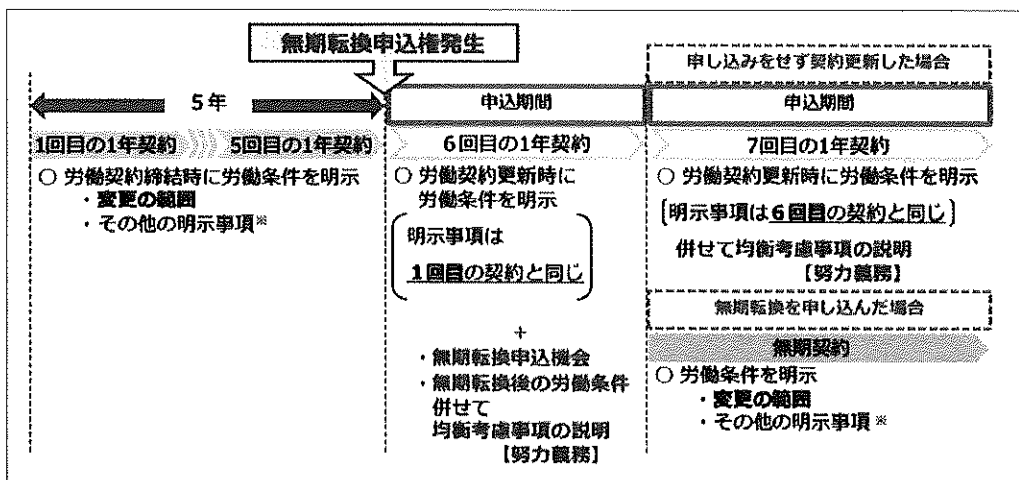 無期転換申込権発生
5年
1回目の1年契約
5回目の1年契約
○ 労働契約締結時に労働条件を明示
・変更の範囲
・その他の明示事項※
申込期間
6回目の1年契約
○ 労働契約更新時に
労働条件を明示
明示事項は
1回目の契約と同じ
+
・無期転換申込機会
・無期転換後の労働条件
併せて
均衡考慮事項の説明
【努力義務】
申し込みをせず契約更新した場合
申込期間
7回目の1年契約
○ 労働契約更新時に労働条件を明示
(明示事項は6回目の契約と同じ)
併せて均衡考慮事項の説明
【努力義務】
無期転換を申し込んだ場合
無期契約
○ 労働条件を明示
・変更の範囲
・その他の明示事項※